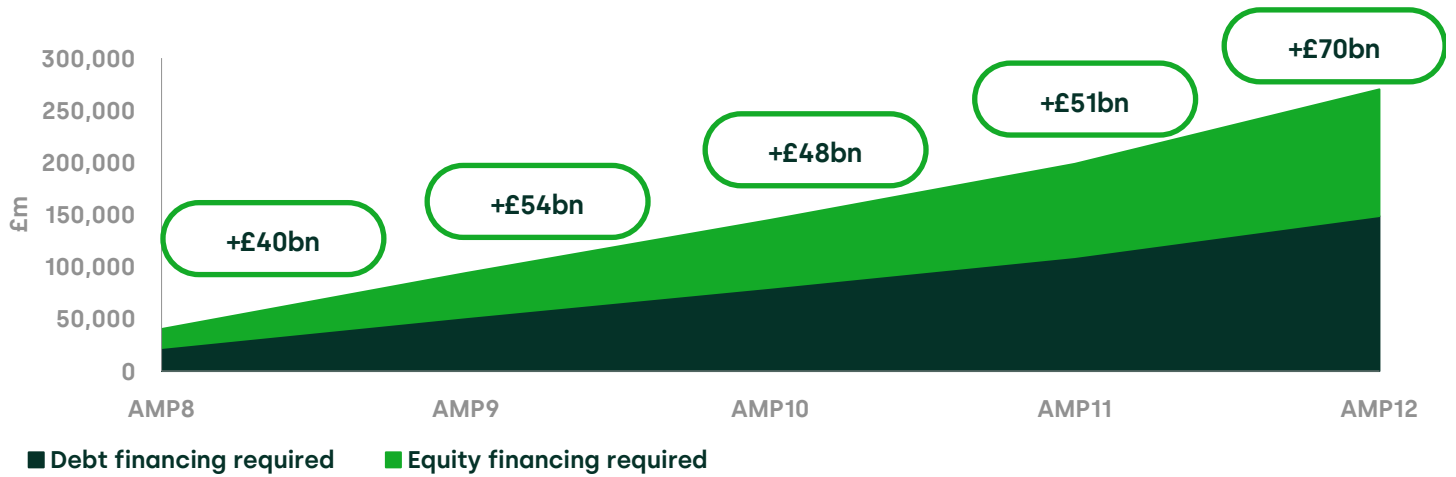 +£70bn
300,000
+£51bn
250,000
+£48bn
200,000
+£54bn
£m
150,000
+£40bn
100,000
50,000
0
AMP8 AMP9 AMP10 AMP11 AMP12
Debt financing required Equity financing required